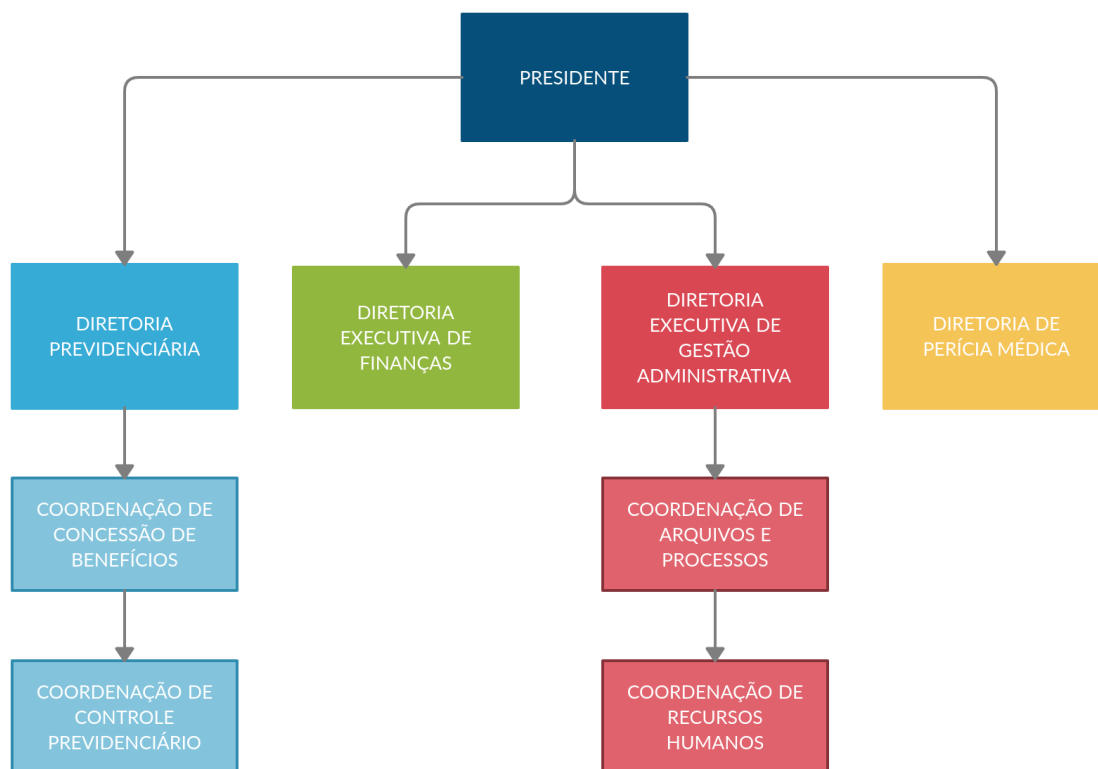 PRESIDENTE
DIRETORIA
PREVIDENCIÁRIA
DIRETORIA
EXECUTIVA DE
FINANÇAS
DIRETORIA
EXECUTIVA DE
GESTÃO
ADMINISTRATIVA
DIRETORIA DE
PERÍCIA MÉDICA
COORDENAÇÃO DE
CONCESSÃO DE
BENEFÍCIOS
COORDENAÇÃO DE
ARQUIVOS E
PROCESSOS
COORDENAÇÃO DE
CONTROLE
PREVIDENCIÁRIO
COORDENAÇÃO DE
RECURSOS
HUMANOS